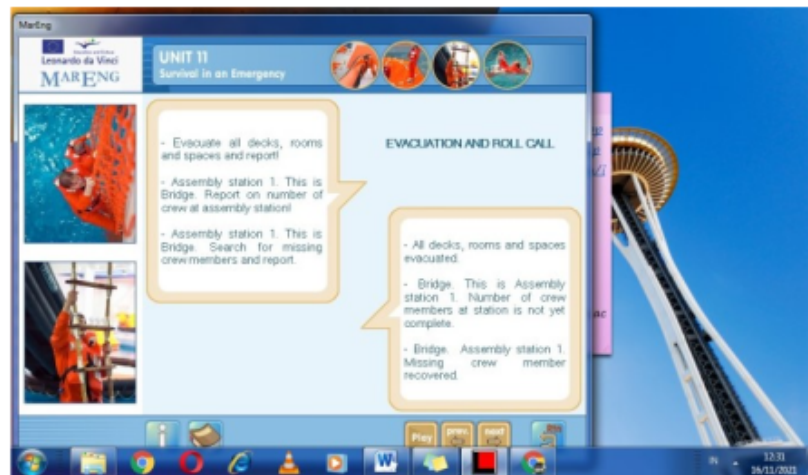 MarEng
Leonardo da Vinci
MARENG
UNIT 11
Survival in an Emergency
EVACUATION AND ROLL CALL
- Evacuate all decks, rooms
and spaces and report!
- Assembly station 1. This is
Bridge. Report on number of
crew at assembly station!
- Assembly station 1. This is
Bridge. Search for missing
crew members and report.
- All decks, rooms and spaces
evacuated.
- Bridge. This is Assembly
station 1. Number of crew
members at station is not yet
complete.
- Bridge. Assembly station 1.
Missing crew member
recovered.
Play
prev.
next
IN
12:31
16/11/2021